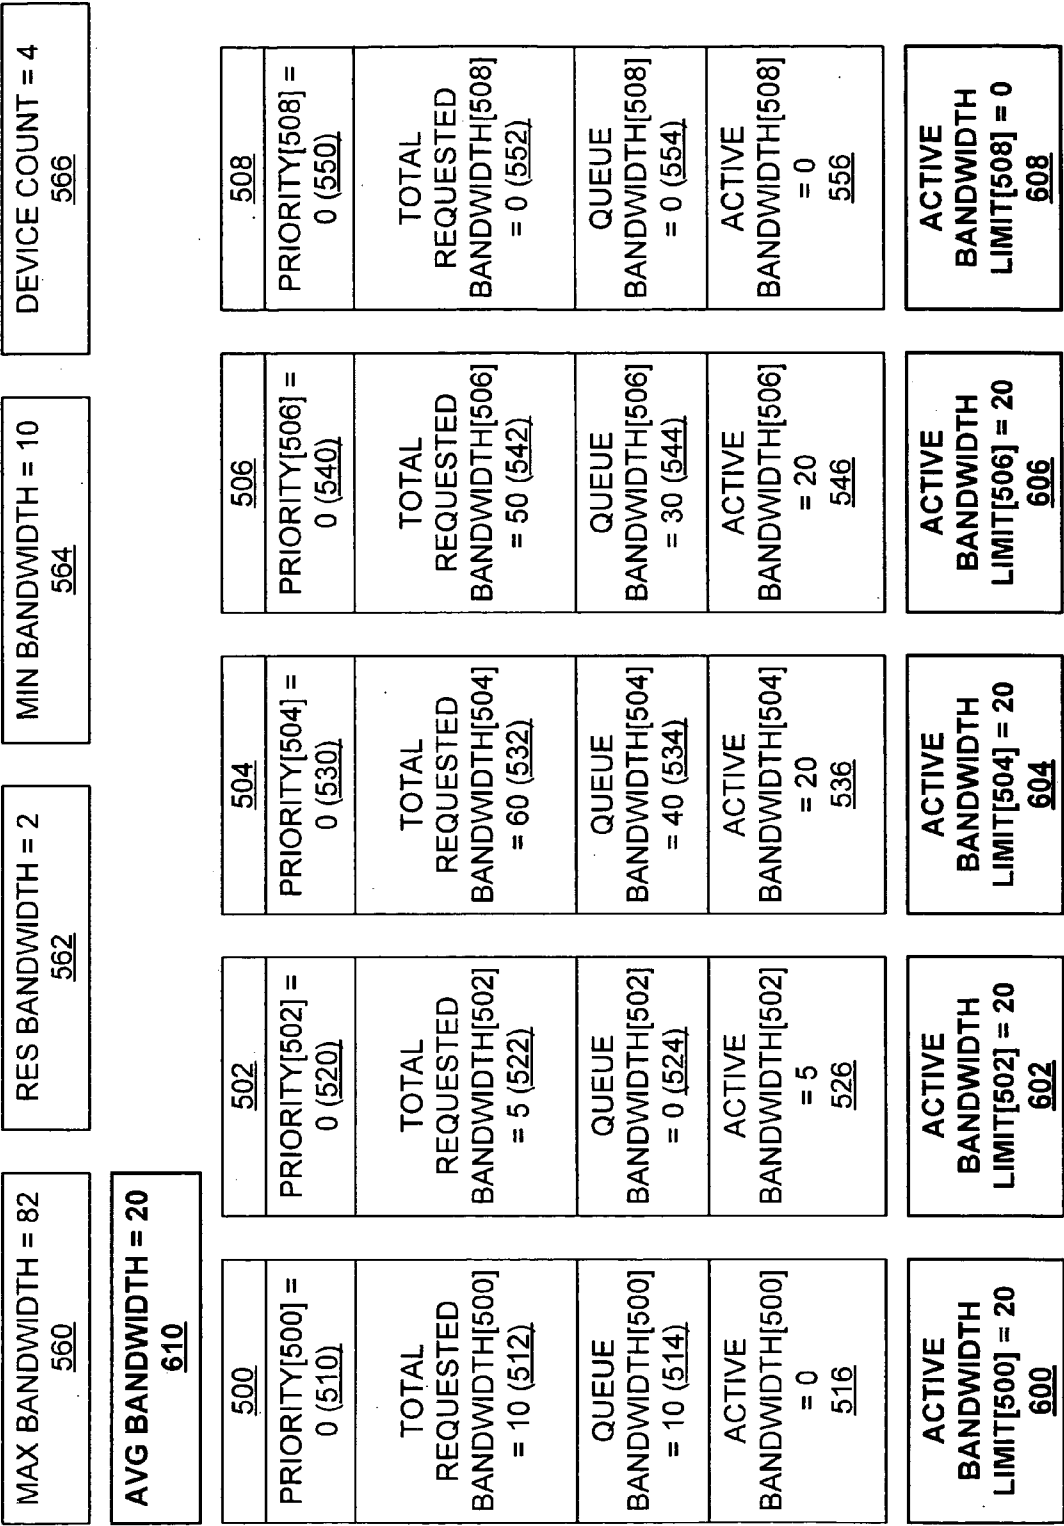 MAX BANDWIDTH = 82
560
RES BANDWIDTH = 2
562
MIN BANDWIDTH = 10
564
DEVICE COUNT = 4
566
AVG BANDWIDTH = 20
610
500
PRIORITY[500] =
0 (510)
TOTAL
REQUESTED
BANDWIDTH[500]
= 10 (512)
QUEUE
BANDWIDTH[500]
= 10 (514)
ACTIVE
BANDWIDTH[500]
= 0
516
ACTIVE
BANDWIDTH
LIMIT[500] = 20
600
502
PRIORITY[502] =
0 (520)
TOTAL
REQUESTED
BANDWIDTH[502]
= 5 (522)
QUEUE
BANDWIDTH[502]
= 0 (524)
ACTIVE
BANDWIDTH[502]
= 5
526
ACTIVE
BANDWIDTH
LIMIT[502] = 20
602
504
PRIORITY[504] =
0 (530)
TOTAL
REQUESTED
BANDWIDTH[504]
= 60 (532)
QUEUE
BANDWIDTH[504]
= 40 (534)
ACTIVE
BANDWIDTH[504]
= 20
536
ACTIVE
BANDWIDTH
LIMIT[504] = 20
604
506
PRIORITY[506] =
0 (540)
TOTAL
REQUESTED
BANDWIDTH[506]
= 50 (542)
QUEUE
BANDWIDTH[506]
= 30 (544)
ACTIVE
BANDWIDTH[506]
= 20
546
ACTIVE
BANDWIDTH
LIMIT[506] = 20
606
508
PRIORITY[508] =
0 (550)
TOTAL
REQUESTED
BANDWIDTH[508]
= 0 (552)
QUEUE
BANDWIDTH[508]
= 0 (554)
ACTIVE
BANDWIDTH[508]
= 0
556
ACTIVE
BANDWIDTH
LIMIT[508] = 0
608